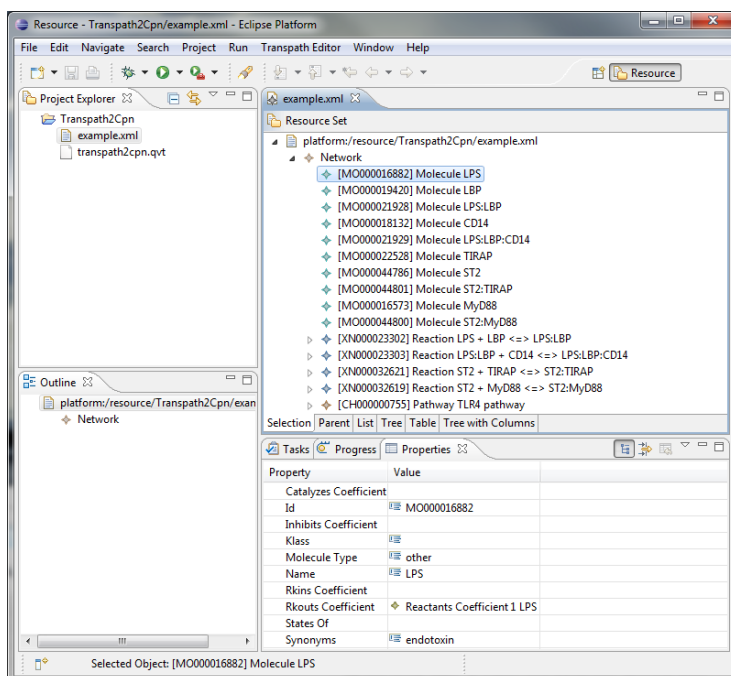 Resource - Transpath2Cpn/example.xml - Eclipse Platform
File Edit Navigate Search Project Run Transpath Editor Window Help
Resource
Project Explorer
Transpath2Cpn
example.xml
transpath2cpn.qvt
example.xml
Resource Set
platform:/resource/Transpath2Cpn/example.xml
Network
[MO000016882] Molecule LPS
[MO000019420] Molecule LBP
[MO000021928] Molecule LPS:LBP
[MO000018132] Molecule CD14
[MO000021929] Molecule LPS:LBP:CD14
[MO000022528] Molecule TIRAP
[MO000044786] Molecule ST2
[MO000044801] Molecule ST2:TIRAP
[MO000016573] Molecule MyD88
[MO000044800] Molecule ST2:MyD88
[XN000023302] Reaction LPS + LBP <=> LPS:LBP
[XN000023303] Reaction LPS:LBP + CD14 <=> LPS:LBP:CD14
[XN000032621] Reaction ST2 + TIRAP <=> ST2:TIRAP
[XN000032619] Reaction ST2 + MyD88 <=> ST2:MyD88
[CH000000755] Pathway TLR4 pathway
Selection Parent List Tree Table Tree with Columns
Outline
platform:/resource/Transpath2Cpn/exan
Network
Tasks Progress Properties
Property Value
Catalyzes Coefficient
Id MO000016882
Inhibits Coefficient
Klass
Molecule Type other
Name LPS
Rkins Coefficient
Rkouts Coefficient Reactants Coefficient 1 LPS
States Of
Synonyms endotoxin
Selected Object: [MO000016882] Molecule LPS